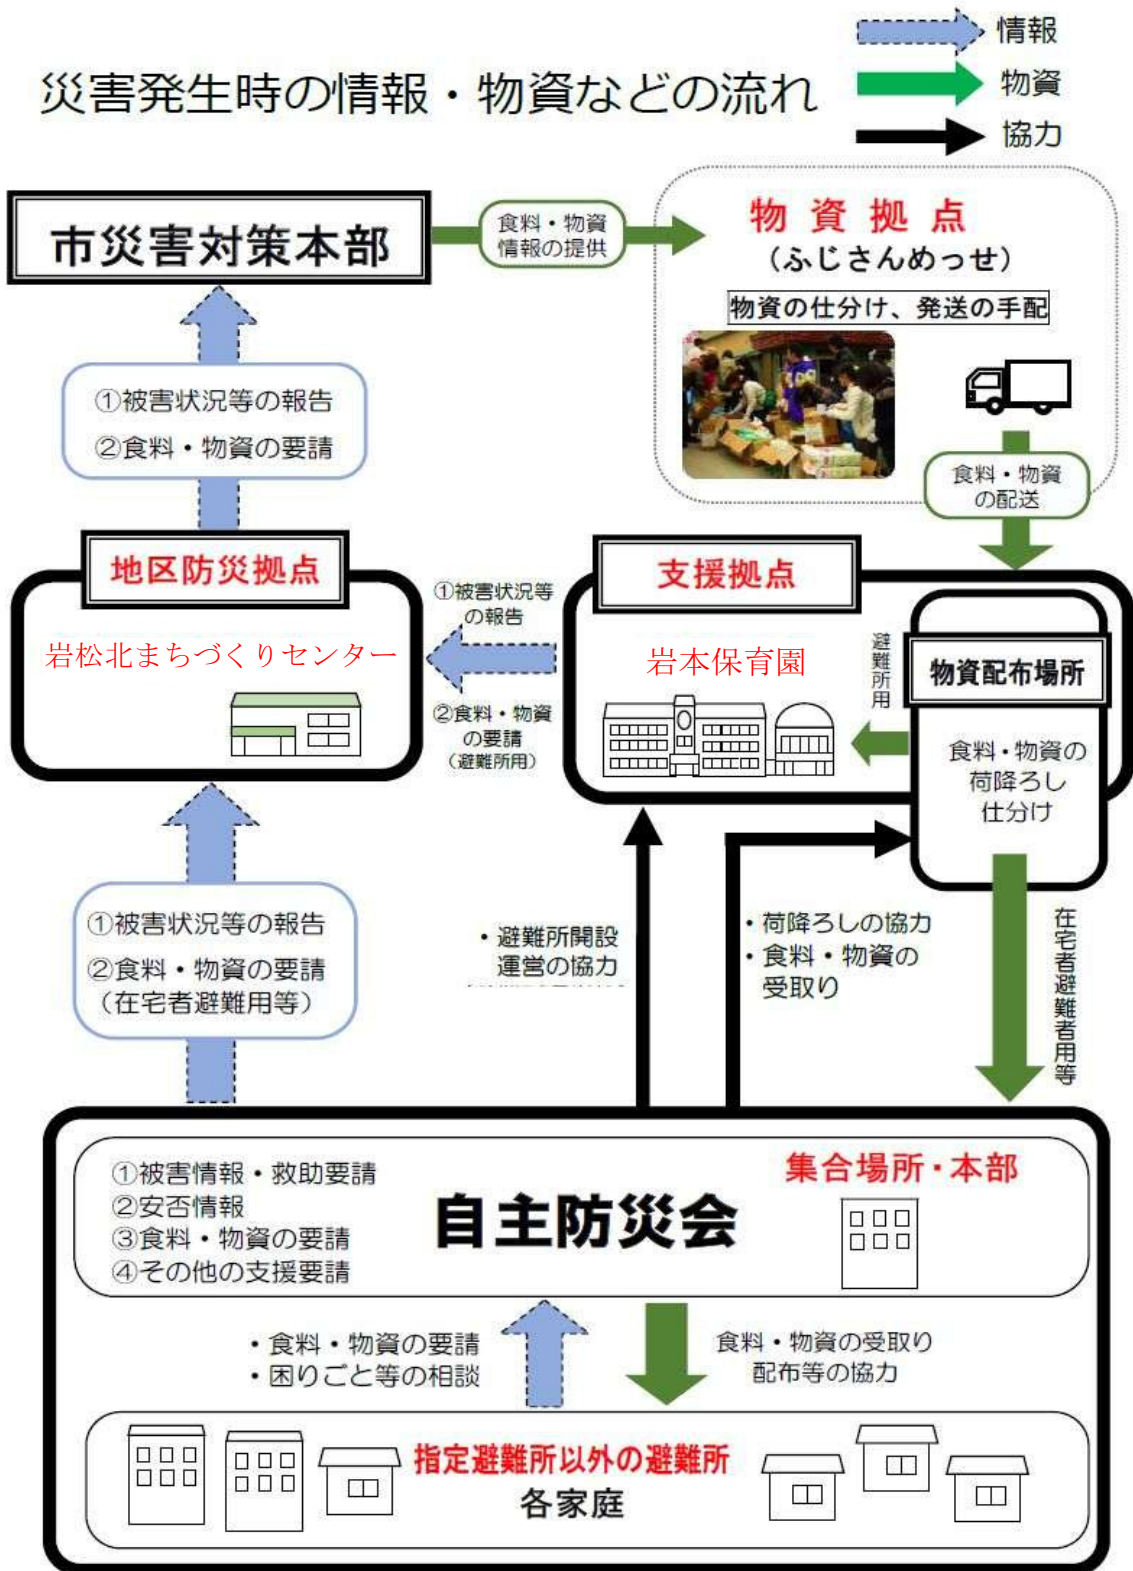 災害発生時の情報・物資などの流れ
情報
物資
協力
市災害対策本部
食料・物資
情報の提供
物資拠点
（ふじさんめっせ）
物資の仕分け、発送の手配
食料・物資
の配送
①被害状況等の報告
②食料・物資の要請
地区防災拠点
岩松北まちづくりセンター
①被害状況等
の報告
②食料・物資
の要請
（避難所用）
支援拠点
岩本保育園
避難所用
物資配布場所
食料・物資の
荷降ろし
仕分け
①被害状況等の報告
②食料・物資の要請
（在宅者避難用等）
・避難所開設
運営の協力
・荷降ろしの協力
・食料・物資の
受取り
在宅者避難者用等
①被害情報・救助要請
②安否情報
③食料・物資の要請
④その他の支援要請
自主防災会
集合場所・本部
・食料・物資の要請
・困りごと等の相談
食料・物資の受取り
配布等の協力
指定避難所以外の避難所
各家庭